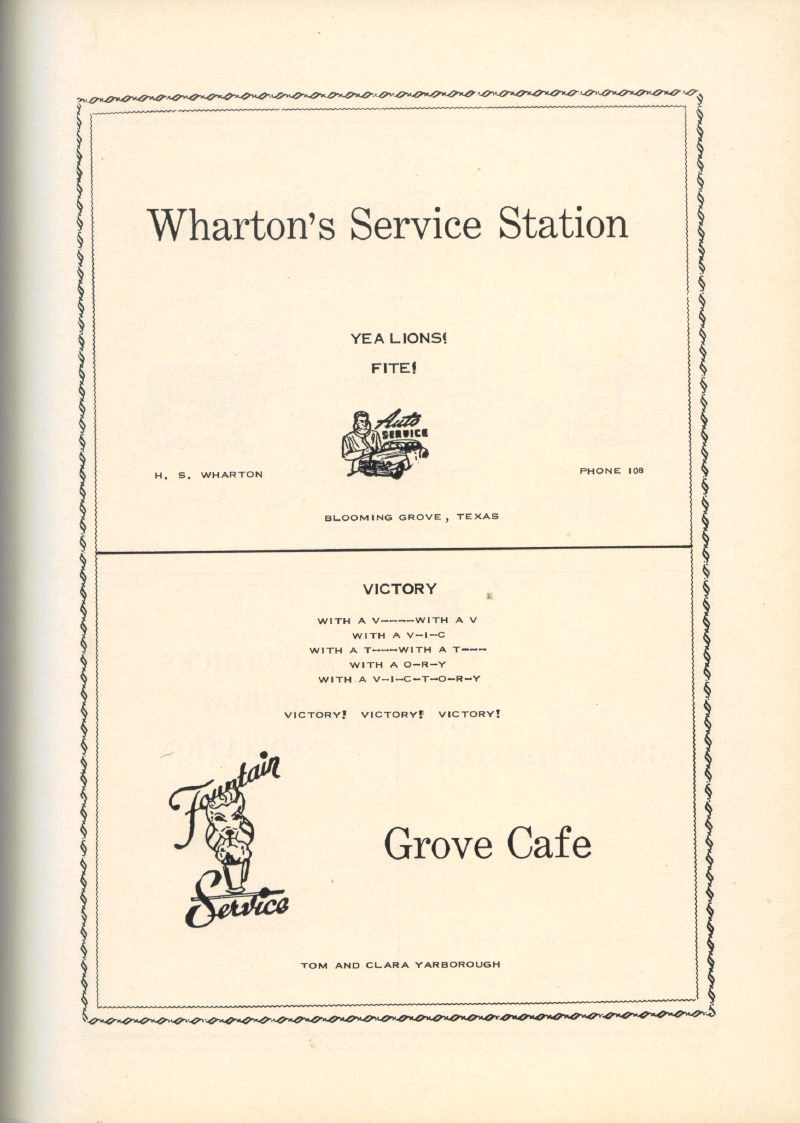 Wharton's Service Station
YEA LIONS!
FITE!
Auto
SERVICE
H. S. WHARTON
PHONE 108
BLOOMING GROVE, TEXAS
VICTORY
WITH A V----WITH A V
WITH A V-I-C
WITH A T---WITH A T---
WITH A O-R-Y
WITH A V-I-C-T-O-R-Y
VICTORY! VICTORY! VICTORY!
Fountain
Service
Grove Cafe
TOM AND CLARA YARBOROUGH